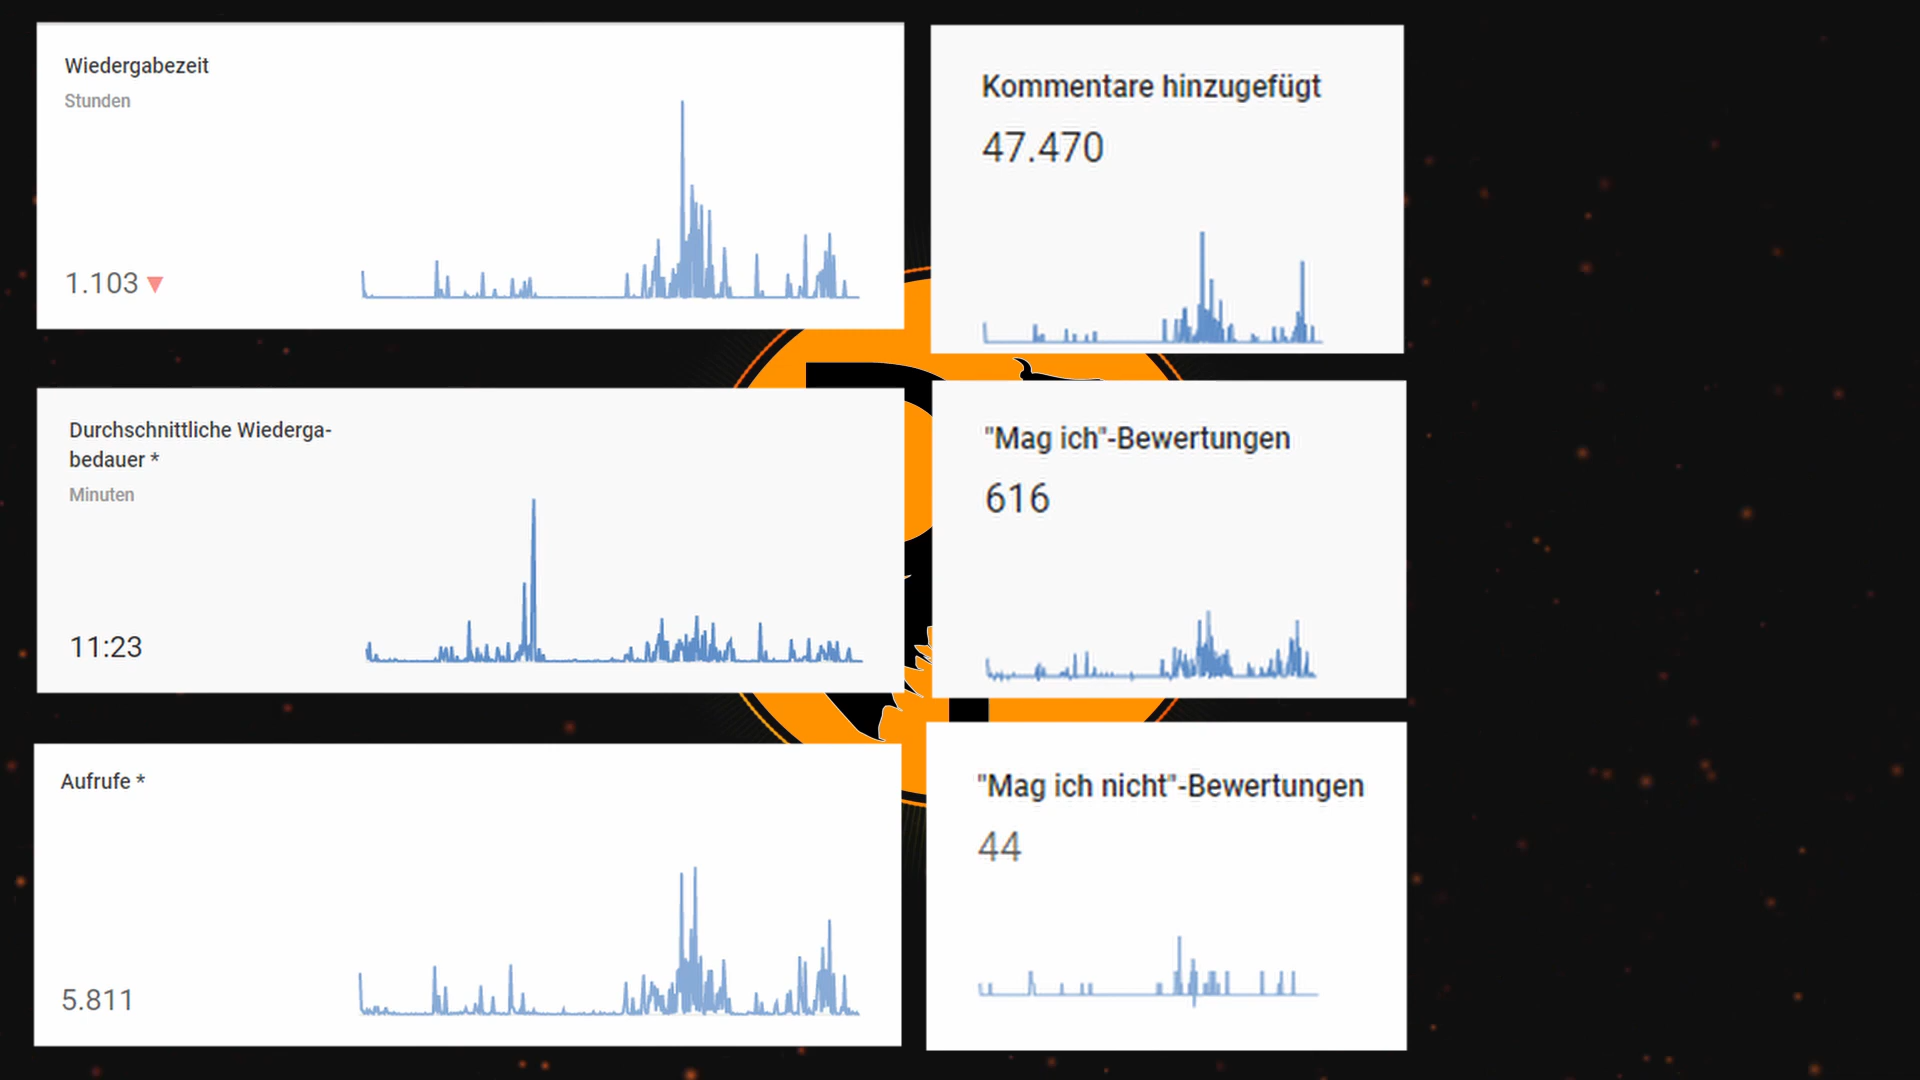 Wiedergabezeit
Stunden
1.103
Durchschnittliche Wiederga-
bedauer *
Minuten
11:23
Aufrufe *
5.811
Kommentare hinzugefügt
47.470
"Mag ich"-Bewertungen
616
"Mag ich nicht"-Bewertungen
44